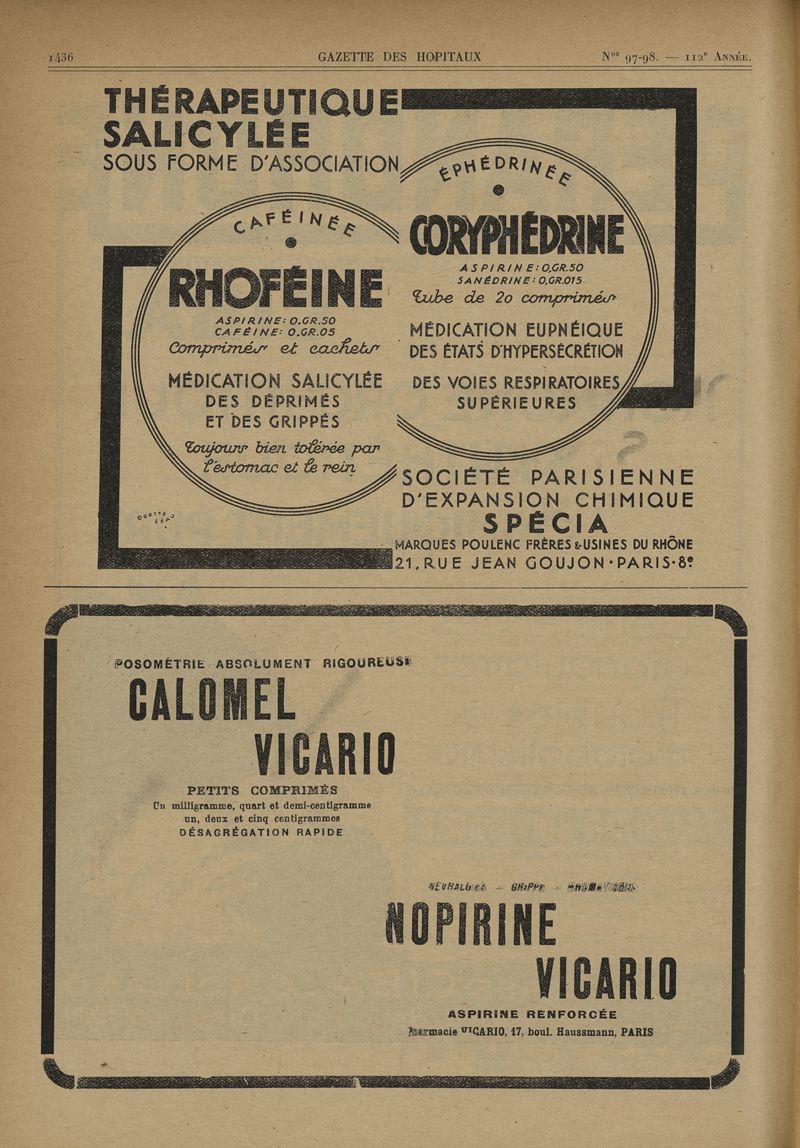 1436
GAZETTE DES HOPITAUX
Nos 97-98. — 112e ANNÉE.
THÉRAPEUTIQUE
SALICYLÉE
SOUS FORME D'ASSOCIATION
CAFÉINÉE
RHOFÉINE
ASPIRINE: 0.GR.50
CAFÉINE: 0.GR.05
Comprimés et cachets
MÉDICATION SALICYLÉE
DES DÉPRIMÉS
ET DES GRIPPÉS
Toujours bien tolérée par
l'estomac et le rein
ÉPHÉDRINÉE
CORYPHÉDRINE
ASPIRINE: 0,GR.50
SANÉDRINE: 0,GR.015
Tube de 20 comprimés
MÉDICATION EUPNÉIQUE
DES ÉTATS D'HYPERSÉCRÉTION
DES VOIES RESPIRATOIRES
SUPÉRIEURES
SOCIÉTÉ PARISIENNE
D'EXPANSION CHIMIQUE
SPÉCIA
MARQUES POULENC FRÈRES & USINES DU RHÔNE
21, RUE JEAN GOUJON·PARIS·8e
ODETTE
POSOMÉTRIE ABSOLUMENT RIGOUREUSE
CALOMEL
VICARIO
PETITS COMPRIMÉS
Un milligramme, quart et demi-centigramme
un, deux et cinq centigrammes
DÉSAGRÉGATION RAPIDE
GRIPPE
NOPIRINE
VICARIO
ASPIRINE RENFORCÉE
Pharmacie VICARIO, 17, boul. Haussmann, PARIS